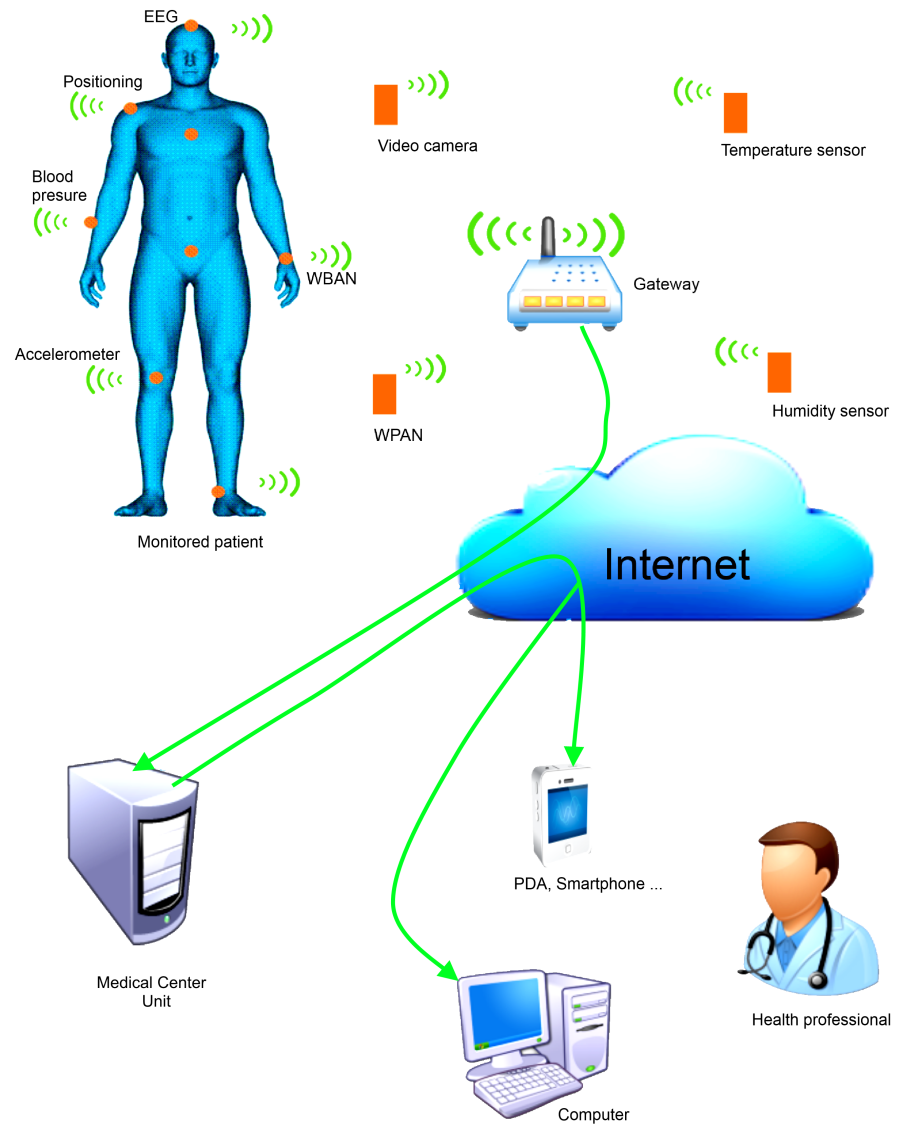 EEG
Positioning
Video camera
Temperature sensor
Blood
presure
WBAN
Gateway
Accelerometer
Humidity sensor
WPAN
Monitored patient
Internet
PDA, Smartphone ...
Medical Center
Unit
Health professional
Computer